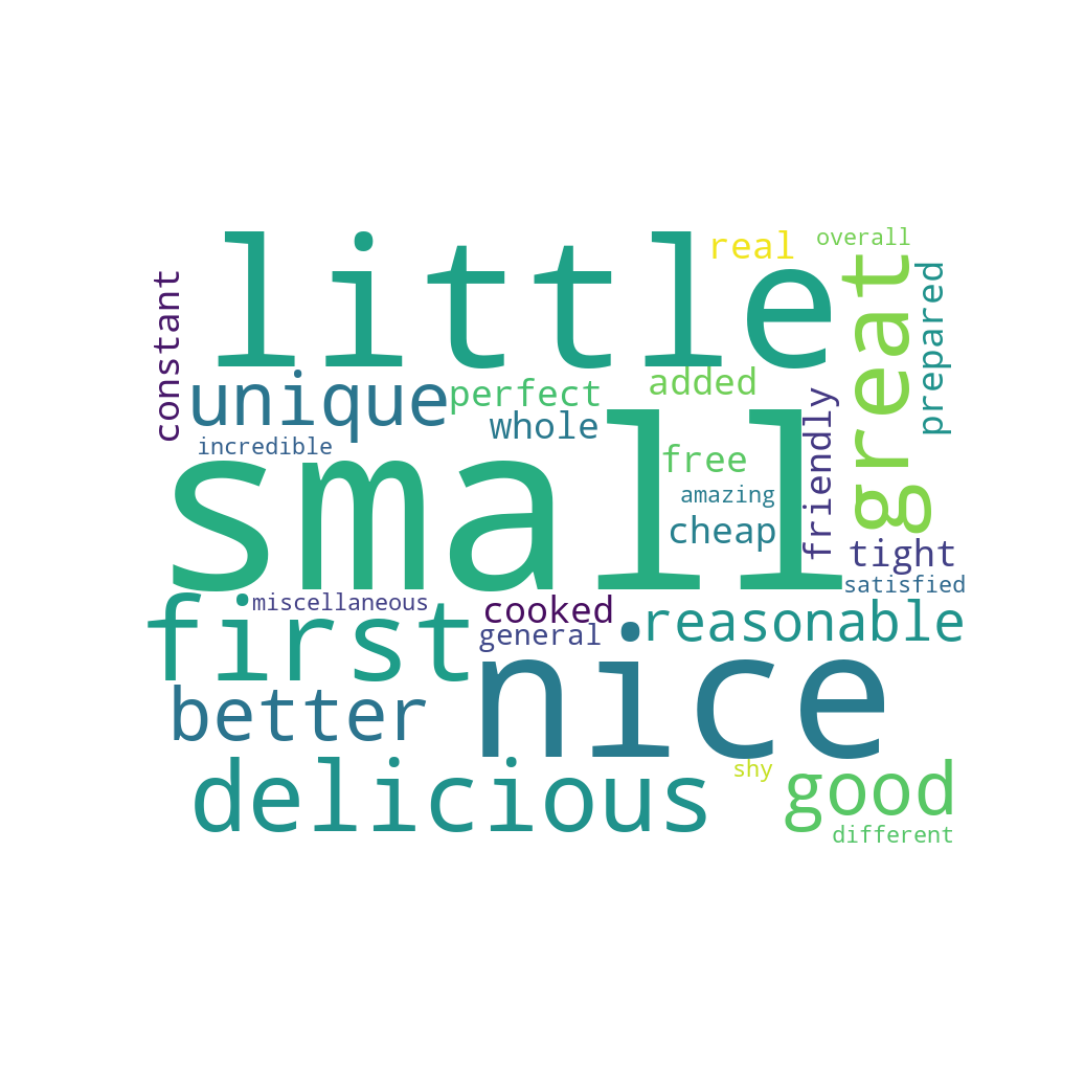 little
real
overall
great
prepared
constant
unique
perfect
added
whole
friendly
incredible
small
free
amazing
cheap
tight
satisfied
miscellaneous
cooked
first
general
reasonable
nice
better
delicious
shy
good
different